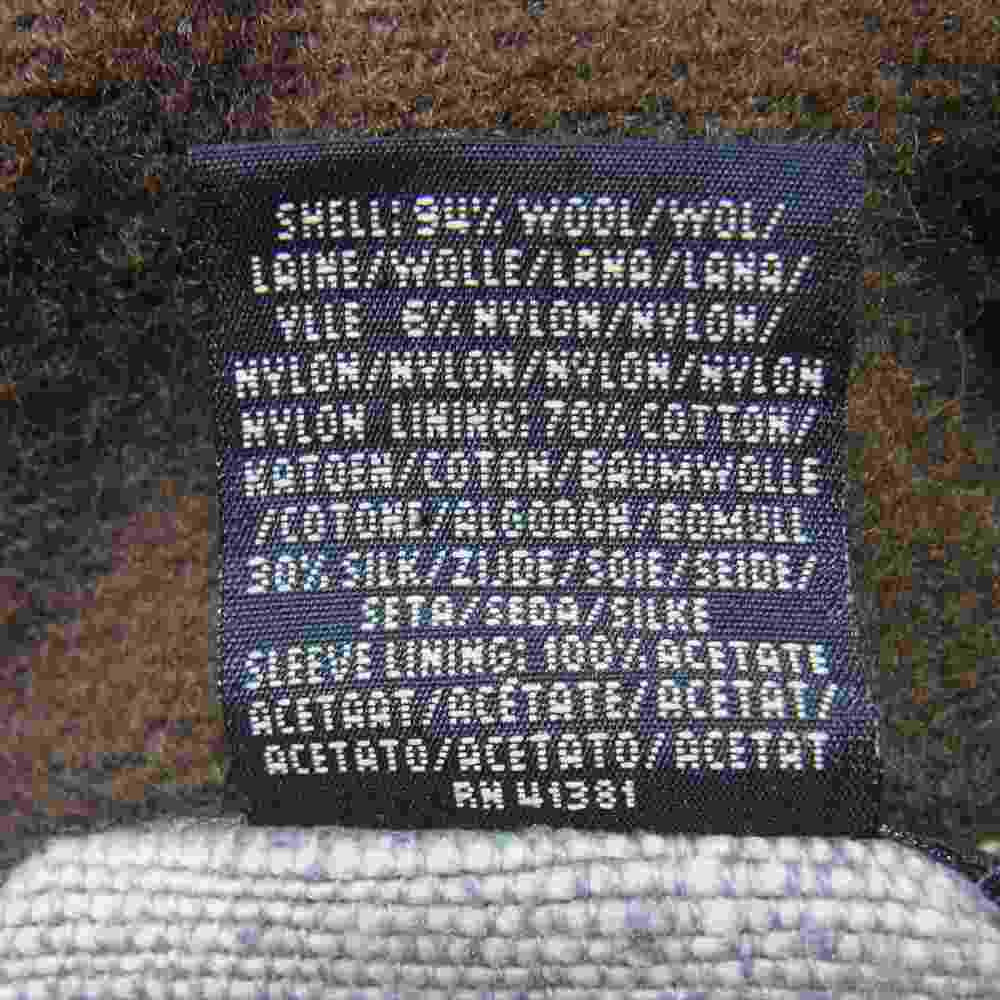 SHELL: 94% WOOL/WOL/
LAINE/WOLLE/LANA/LANA/
YLLE 6% NYLON/NYLON/
NYLON/NYLON/NYLON/NYLON
NYLON LINING: 70% COTTON/
KATOEN/COTON/BAUMWOLLE
/COTONE/ALGODON/BOMULL
30% SILK/ZIJDE/SOIE/SEIDE/
SETA/SEDA/SILKE
SLEEVE LINING: 100% ACETATE
ACETAAT/ACÉTATE/ACETAT/
ACETATO/ACETATO/ACETAT
RN 41381